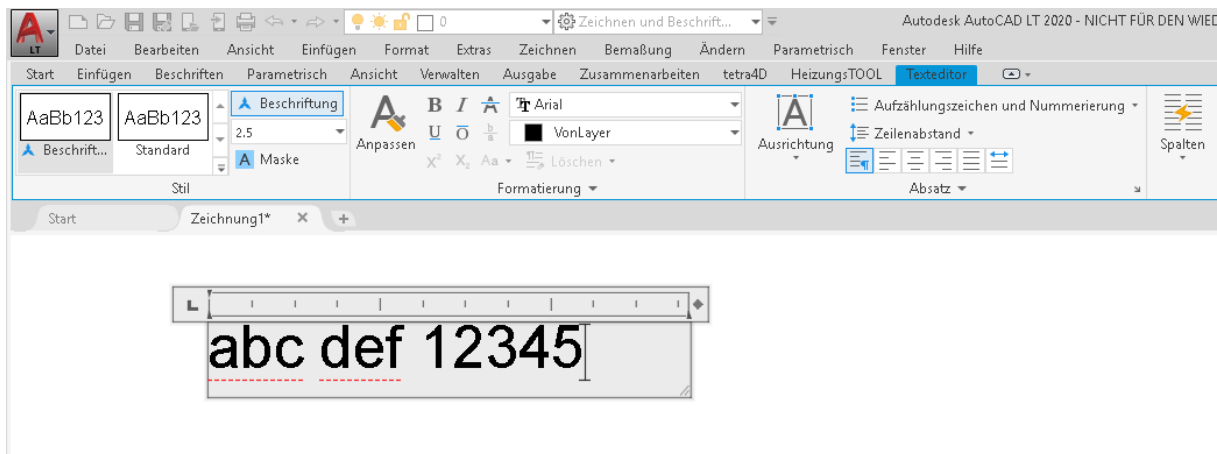 A LT 0 Zeichnen und Beschrift... Autodesk AutoCAD LT 2020 - NICHT FÜR DEN WIED
Datei Bearbeiten Ansicht Einfügen Format Extras Zeichnen Bemaßung Ändern Parametrisch Fenster Hilfe
Start Einfügen Beschriften Parametrisch Ansicht Verwalten Ausgabe Zusammenarbeiten tetra4D HeizungsTOOL Texteditor
AaBb123 AaBb123 Beschriftung A B I A Tr Arial A Aufzählungszeichen und Nummerierung
2.5 Anpassen U O b/a VonLayer Ausrichtung Zeilenabstand Spalten
Beschrift... Standard A Maske X² X₂ Aa Löschen
Stil Formatierung Absatz
Start Zeichnung1*
abc def 12345